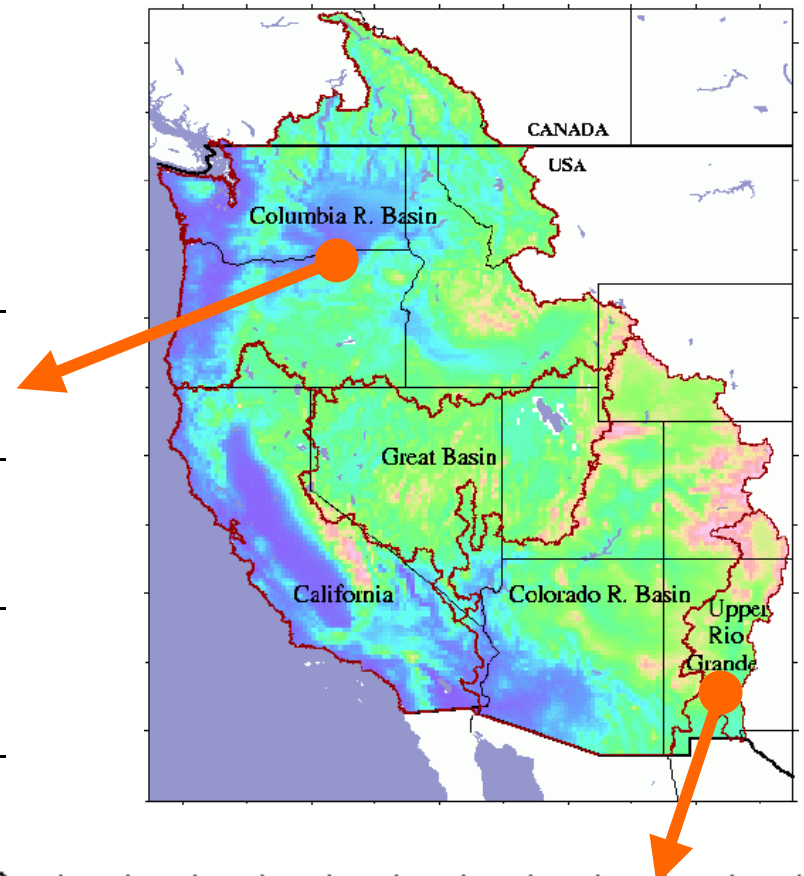 CANADA
USA
Columbia R. Basin
Great Basin
California
Colorado R. Basin
Upper
Rio
Grande